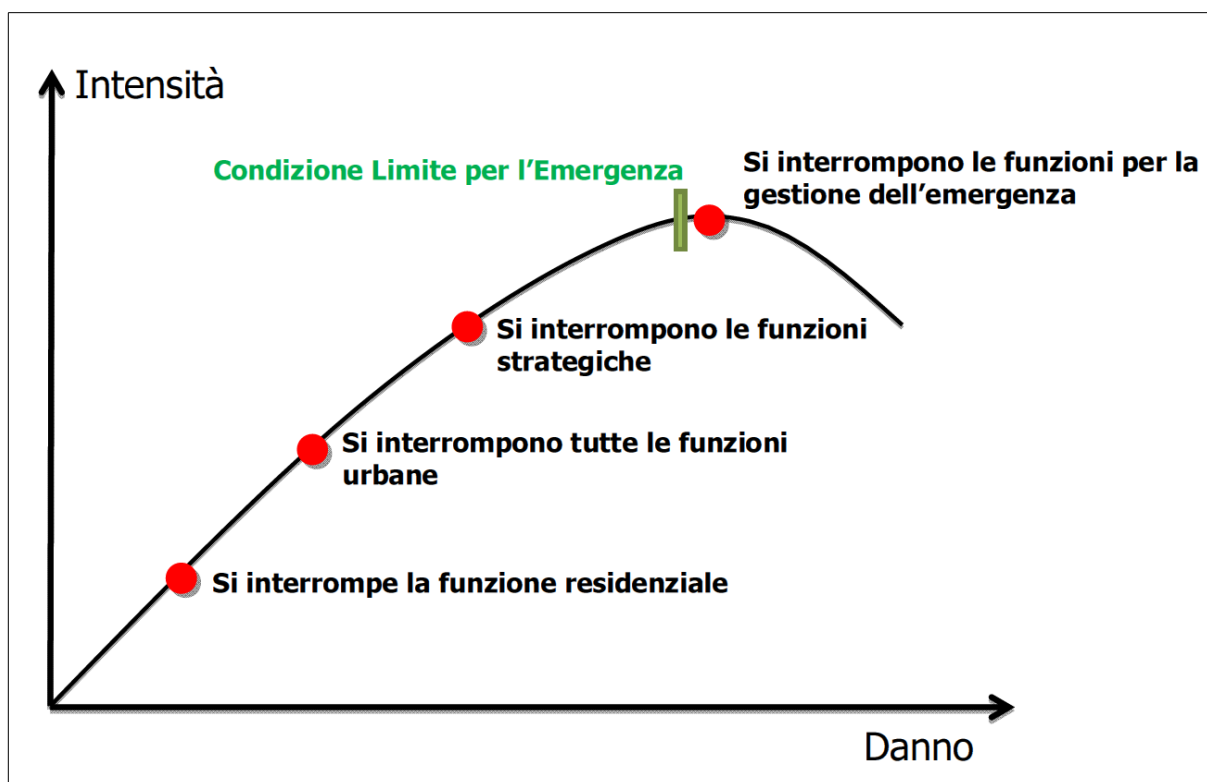 Intensità
Condizione Limite per l'Emergenza
Si interrompono le funzioni per la
gestione dell'emergenza
Si interrompono le funzioni
strategiche
Si interrompono tutte le funzioni
urbane
Si interrompe la funzione residenziale
Danno